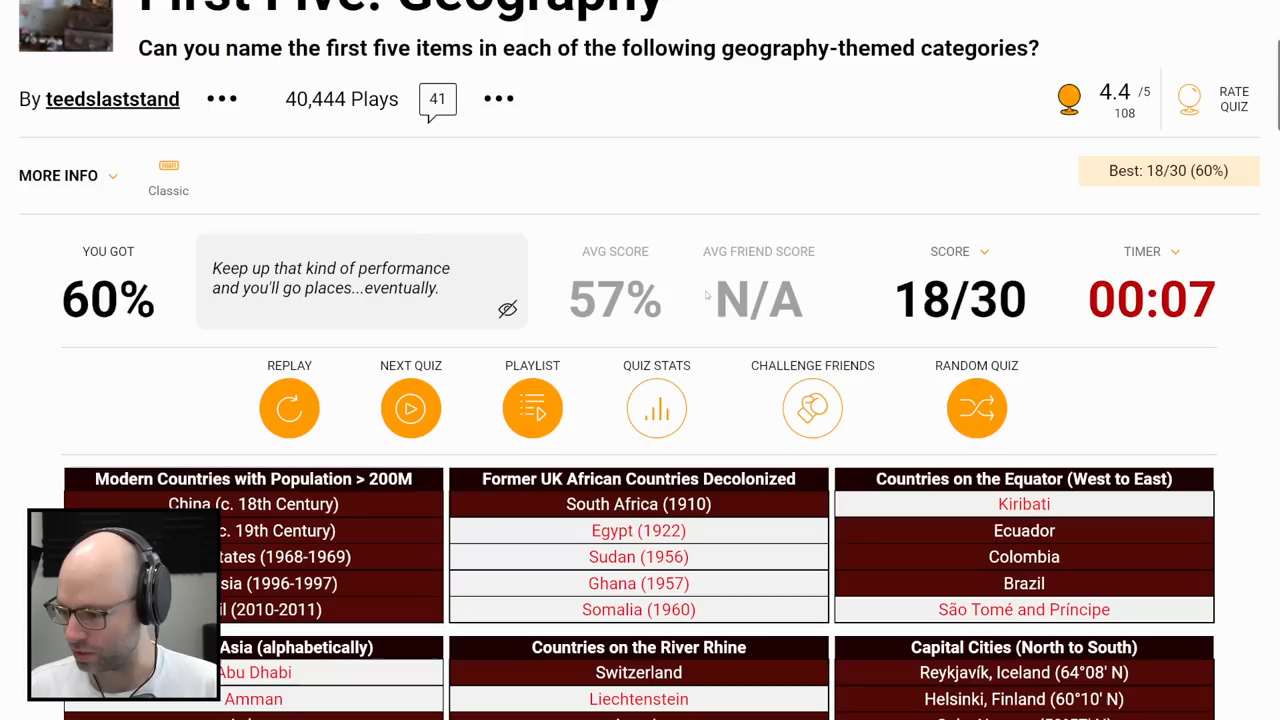 First Five: Geography
Can you name the first five items in each of the following geography-themed categories?
By teedslaststand ••• 40,444 Plays 41 •••
4.4 /5
108
RATE
QUIZ
MORE INFO
Classic
Best: 18/30 (60%)
YOU GOT
60%
Keep up that kind of performance
and you'll go places...eventually.
AVG SCORE
57%
AVG FRIEND SCORE
N/A
SCORE
18/30
TIMER
00:07
REPLAY
NEXT QUIZ
PLAYLIST
QUIZ STATS
CHALLENGE FRIENDS
RANDOM QUIZ
Modern Countries with Population > 200M
China (c. 18th Century)
c. 19th Century)
tates (1968-1969)
sia (1996-1997)
il (2010-2011)
Former UK African Countries Decolonized
South Africa (1910)
Egypt (1922)
Sudan (1956)
Ghana (1957)
Somalia (1960)
Countries on the Equator (West to East)
Kiribati
Ecuador
Colombia
Brazil
São Tomé and Príncipe
Asia (alphabetically)
Abu Dhabi
Amman
Countries on the River Rhine
Switzerland
Liechtenstein
Capital Cities (North to South)
Reykjavík, Iceland (64°08' N)
Helsinki, Finland (60°10' N)